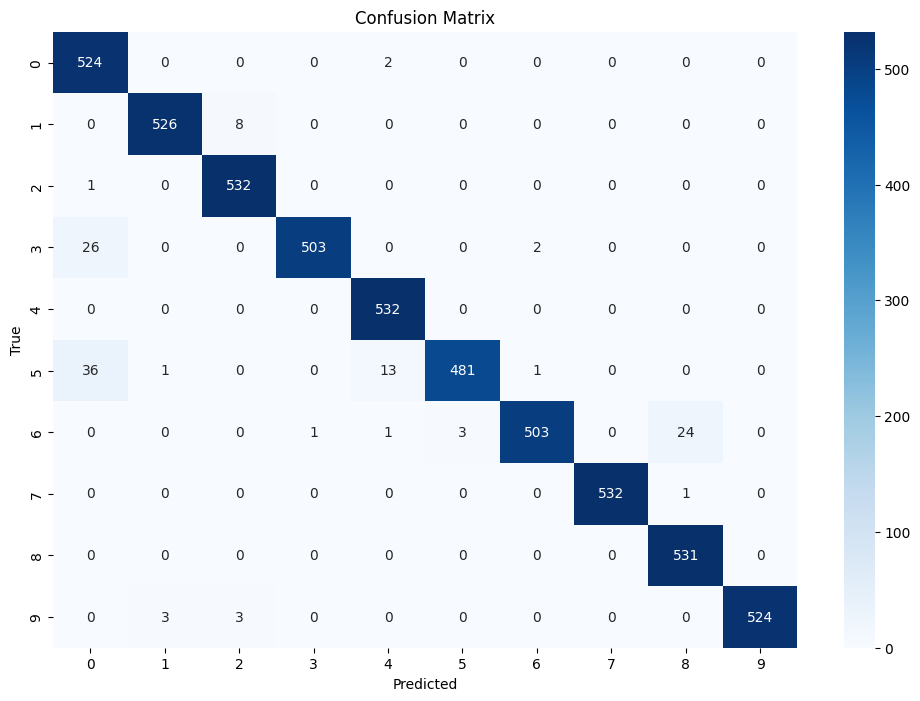 Confusion Matrix
0 524 0 0 0 2 0 0 0 0 0
1 0 526 8 0 0 0 0 0 0 0
2 1 0 532 0 0 0 0 0 0 0
3 26 0 0 503 0 0 2 0 0 0
4 0 0 0 0 532 0 0 0 0 0
5 36 1 0 0 13 481 1 0 0 0
6 0 0 0 1 1 3 503 0 24 0
7 0 0 0 0 0 0 0 532 1 0
8 0 0 0 0 0 0 0 0 531 0
9 0 3 3 0 0 0 0 0 0 524
0 1 2 3 4 5 6 7 8 9
Predicted
True
500
400
300
200
100
0